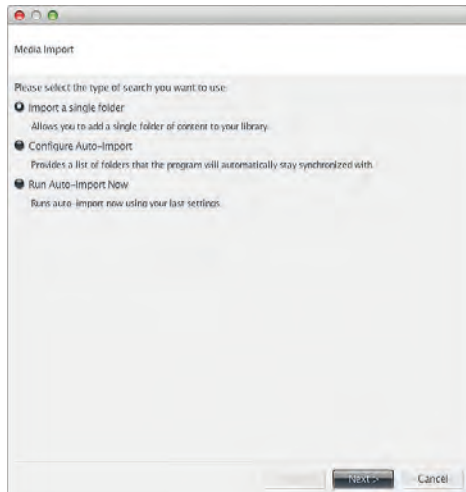 Media Import
Please select the type of search you want to use
Import a single folder
Allows you to add a single folder of content to your library.
Configure Auto-Import
Provides a list of folders that the program will automatically stay synchronized with.
Run Auto-Import Now
Runs auto-import now using your last settings.
Next >
Cancel